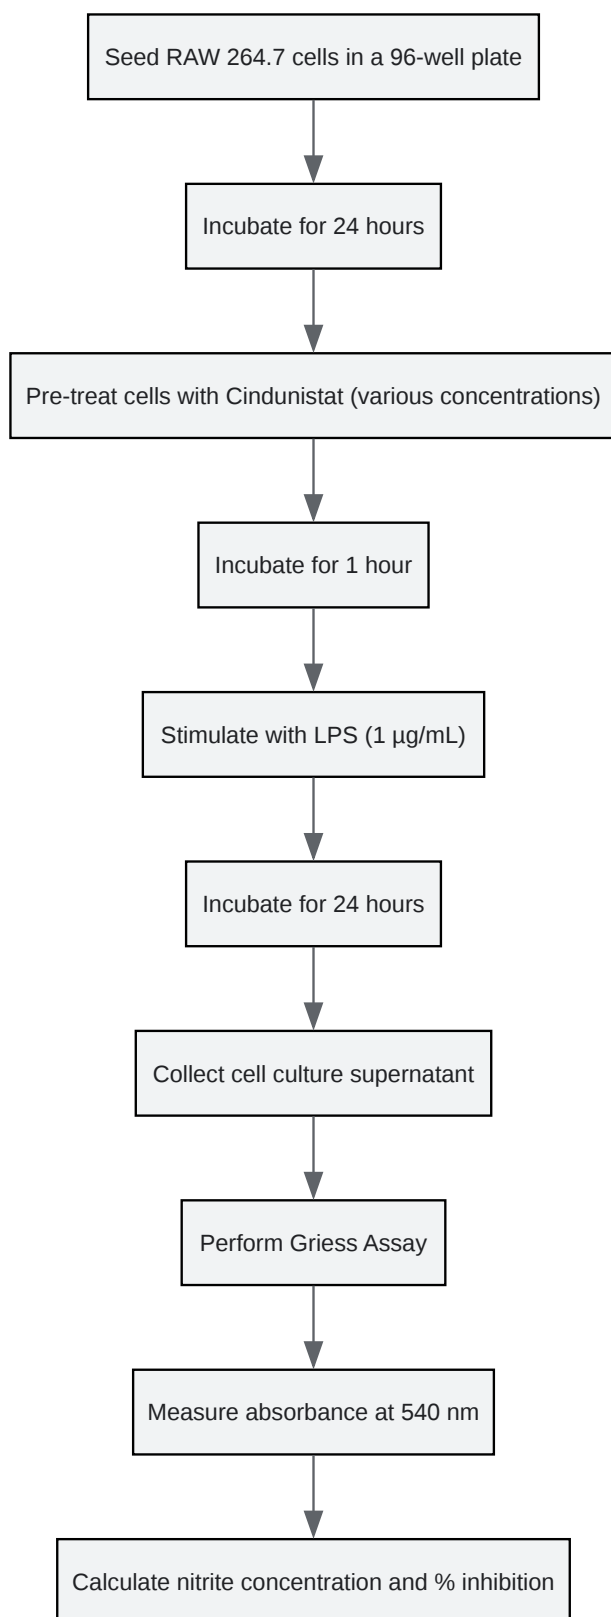 Seed RAW 264.7 cells in a 96-well plate
Incubate for 24 hours
Pre-treat cells with Cindunistat (various concentrations)
Incubate for 1 hour
Stimulate with LPS (1 µg/mL)
Incubate for 24 hours
Collect cell culture supernatant
Perform Griess Assay
Measure absorbance at 540 nm
Calculate nitrite concentration and % inhibition